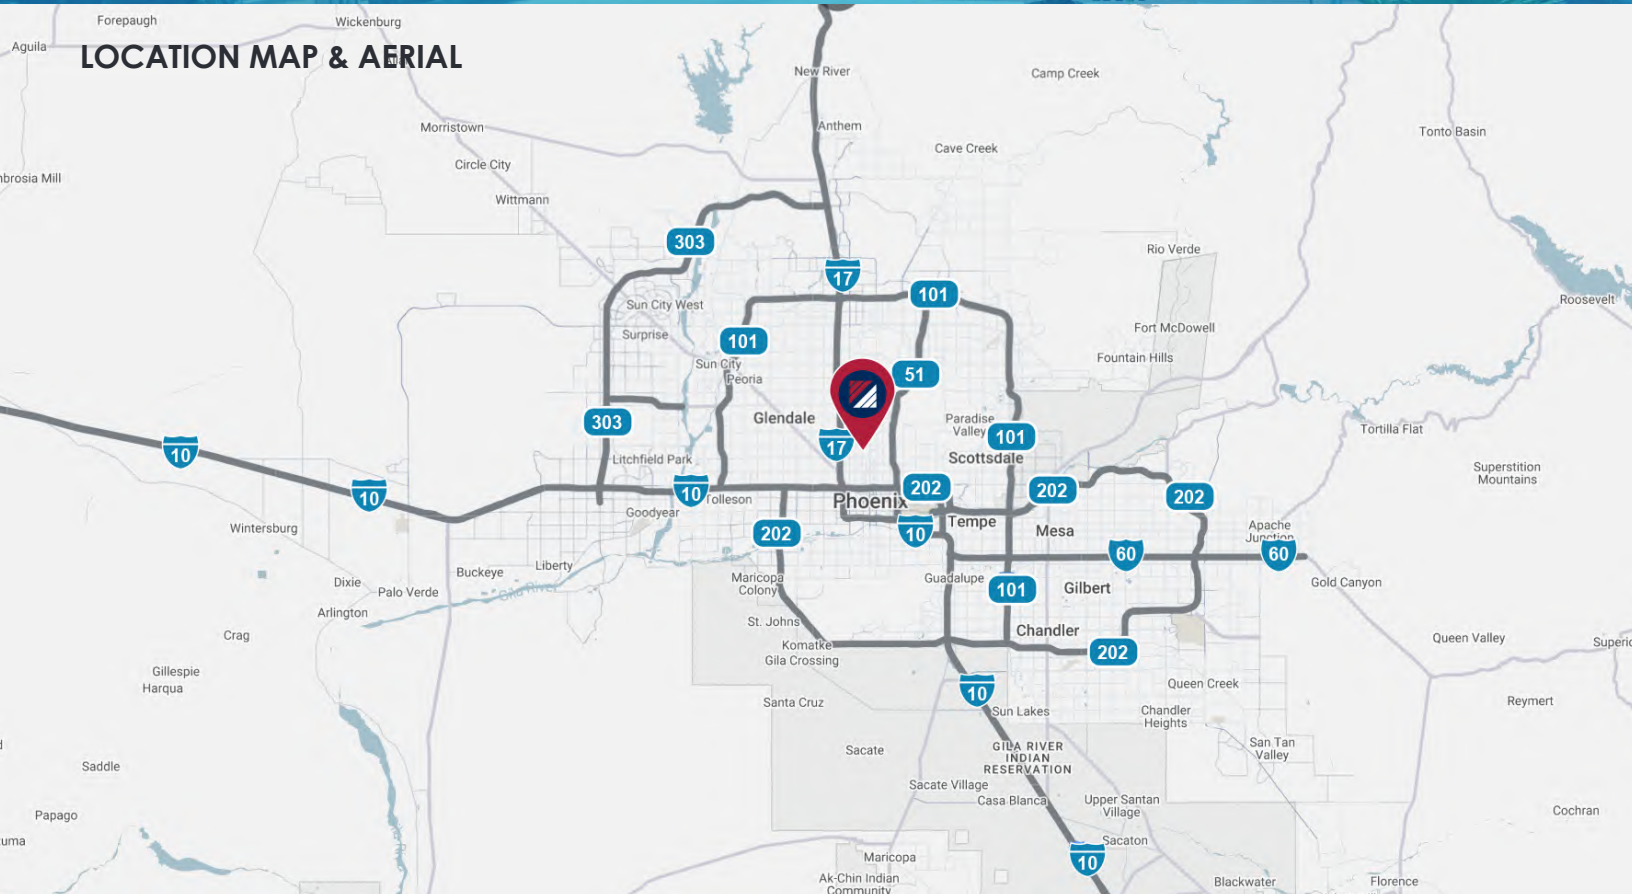 LOCATION MAP & AERIAL
Forepaugh
Wickenburg
Aguila
New River
Camp Creek
Morristown
Anthem
Tonto Basin
Circle City
Cave Creek
mbrosia Mill
Wittmann
303
Rio Verde
17
101
Sun City West
Roosevelt
Surprise
101
Fort McDowell
Sun City
Peoria
51
Fountain Hills
303
Glendale
Paradise
Valley
17
101
Tortilla Flat
10
Litchfield Park
Scottsdale
Superstition
Mountains
10
10
Tolleson
Phoenix
202
202
202
Goodyear
Wintersburg
202
10
Tempe
Mesa
Apache
Junction
60
60
Liberty
Buckeye
Dixie
Palo Verde
Gila River
Maricopa
Colony
Guadalupe
101
Gilbert
Gold Canyon
Arlington
Crag
St. Johns
Chandler
Queen Valley
Superio
Komatke
Gila Crossing
202
Gillespie
Harqua
10
Queen Creek
Santa Cruz
Sun Lakes
Chandler
Heights
Reymert
Sacate
GILA RIVER
INDIAN
RESERVATION
San Tan
Valley
Saddle
Sacate Village
Casa Blanca
Upper Santan
Village
Papago
Cochran
uma
Sacaton
Maricopa
10
Ak-Chin Indian
Community
Blackwater
Florence